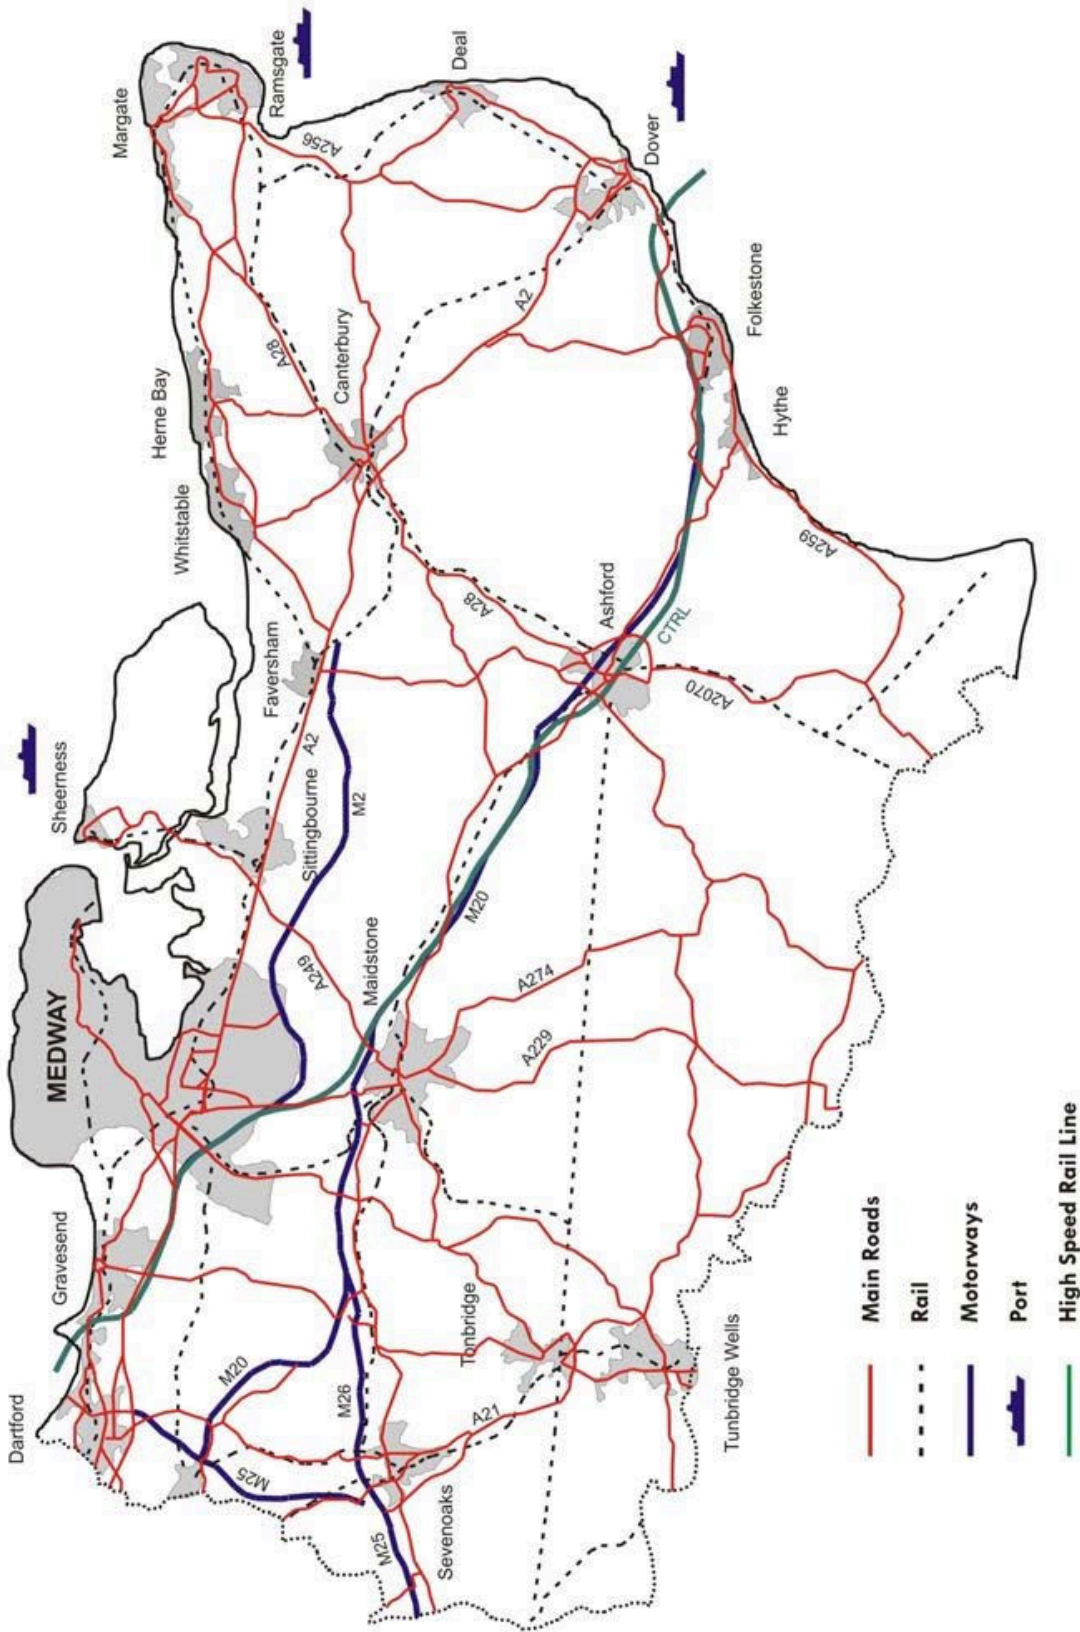 Dartford
Gravesend
MEDWAY
Sheerness
Whitstable
Herne Bay
Margate
Ramsgate
Faversham
Sittingbourne
A2
M2
A28
Canterbury
A256
Deal
M25
M20
M26
A249
Maidstone
M20
A28
A2
Dover
M25
Sevenoaks
A21
Tonbridge
A229
A274
Ashford
CTRL
A2070
Folkestone
Hythe
A259
Tunbridge Wells
Main Roads
Rail
Motorways
Port
High Speed Rail Line